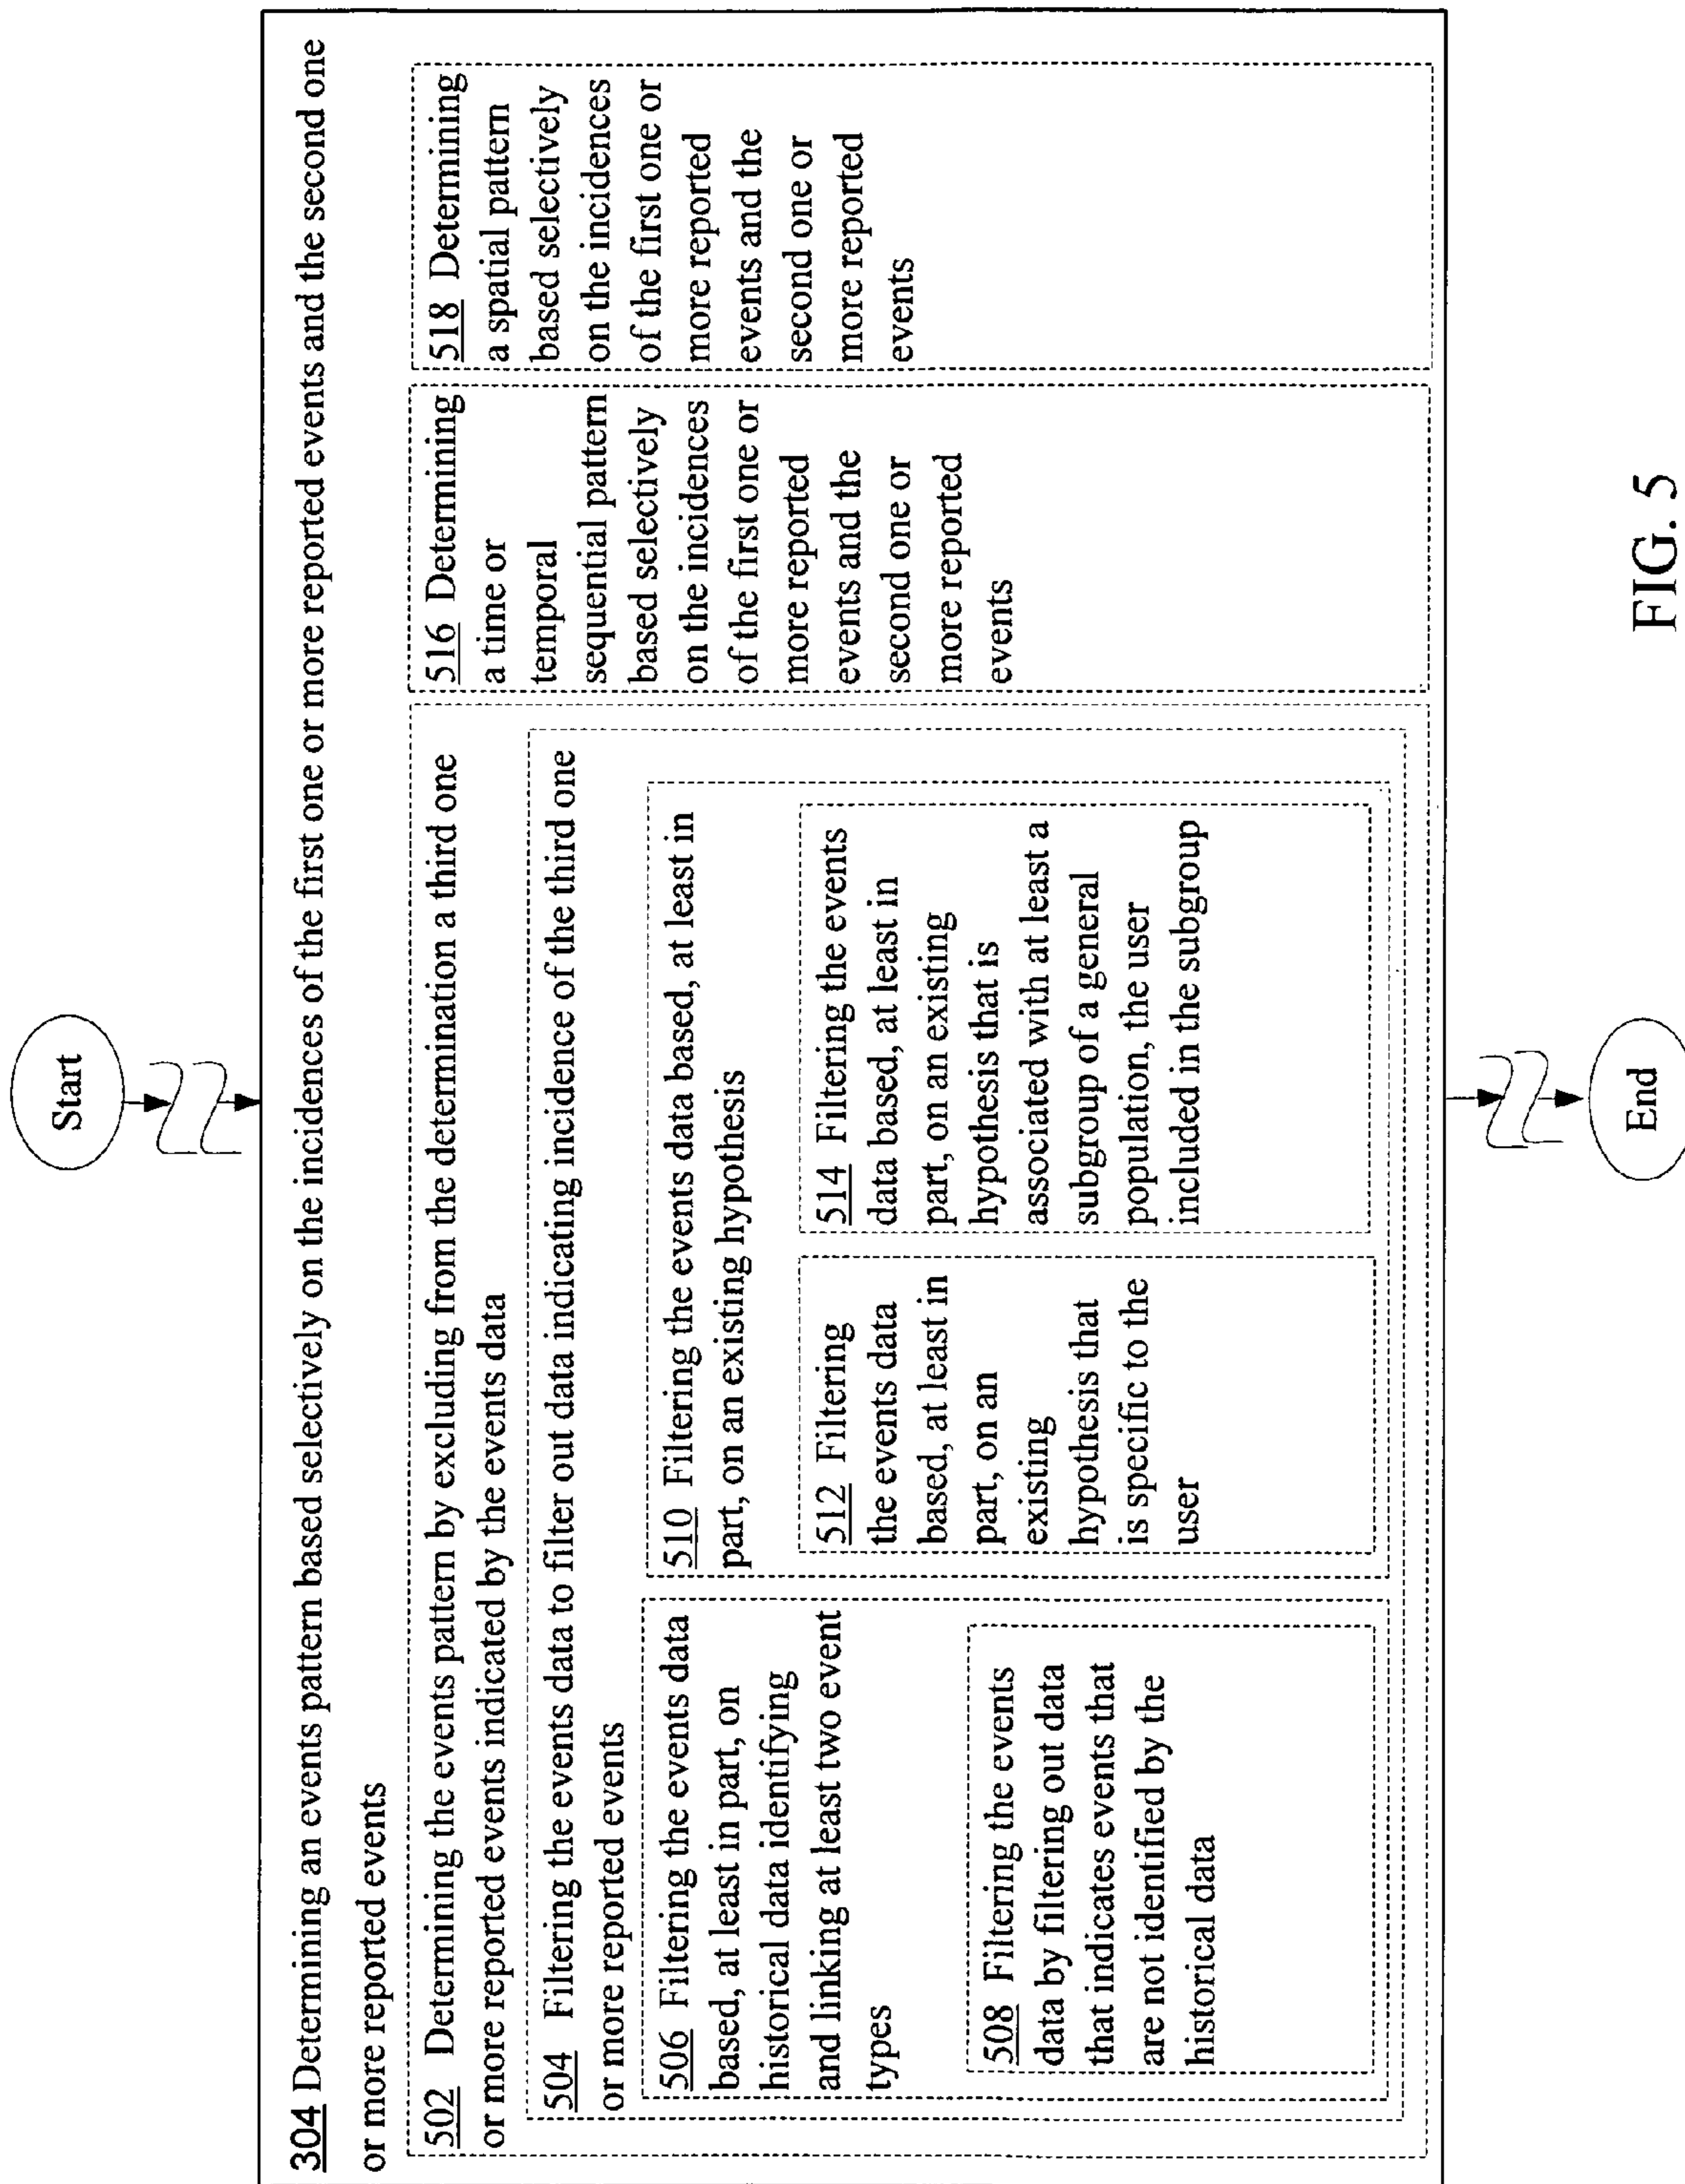 Start
304 Determining an events pattern based selectively on the incidences of the first one or more reported events and the second one
or more reported events
502 Determining the events pattern by excluding from the determination a third one
or more reported events indicated by the events data
504 Filtering the events data to filter out data indicating incidence of the third one
or more reported events
506 Filtering the events data
based, at least in part, on
historical data identifying
and linking at least two event
types
508 Filtering the events
data by filtering out data
that indicates events that
are not identified by the
historical data
510 Filtering the events data based, at least in
part, on an existing hypothesis
512 Filtering
the events data
based, at least in
part, on an
existing
hypothesis that
is specific to the
user
514 Filtering the events
data based, at least in
part, on an existing
hypothesis that is
associated with at least a
subgroup of a general
population, the user
included in the subgroup
516 Determining
a time or
temporal
sequential pattern
based selectively
on the incidences
of the first one or
more reported
events and the
second one or
more reported
events
518 Determining
a spatial pattern
based selectively
on the incidences
of the first one or
more reported
events and the
second one or
more reported
events
End
FIG. 5